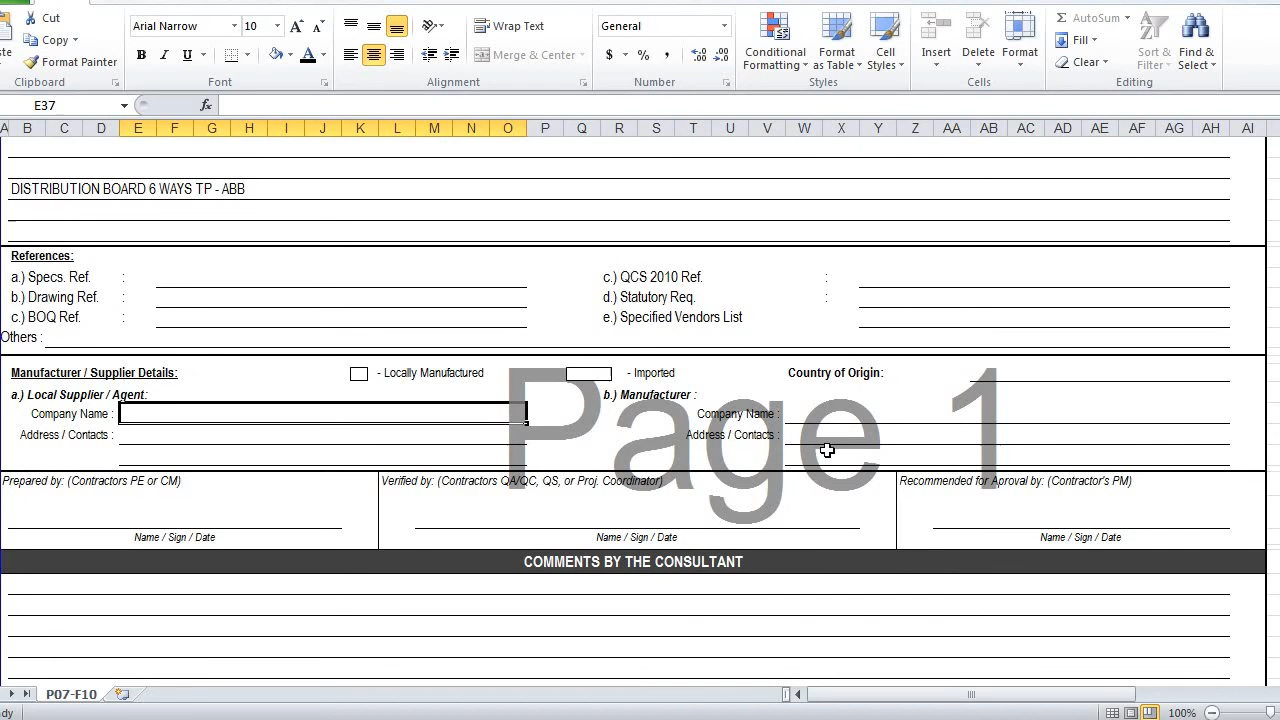 Cut
Copy
Format Painter
Clipboard
Arial Narrow 10
B I U A
Font
Wrap Text
Merge & Center
Alignment
General
$ % ,
Number
Conditional Formatting
Format as Table
Cell Styles
Styles
Insert
Delete
Format
Cells
Σ AutoSum
Fill
Clear
Sort & Filter
Find & Select
Editing
E37 fx
A B C D E F G H I J K L M N O P Q R S T U V W X Y Z AA AB AC AD AE AF AG AH AI
DISTRIBUTION BOARD 6 WAYS TP - ABB
References:
a.) Specs. Ref. : c.) QCS 2010 Ref. :
b.) Drawing Ref. : d.) Statutory Req. :
c.) BOQ Ref. : e.) Specified Vendors List
Others :
Manufacturer / Supplier Details: - Locally Manufactured - Imported Country of Origin:
a.) Local Supplier / Agent: b.) Manufacturer :
Company Name : Company Name :
Address / Contacts : Address / Contacts :
Page 1
Prepared by: (Contractors PE or CM) Verified by: (Contractors QA/QC, QS, or Proj. Coordinator) Recommended for Aproval by: (Contractor's PM)
Name / Sign / Date Name / Sign / Date Name / Sign / Date
COMMENTS BY THE CONSULTANT
P07-F10
100%